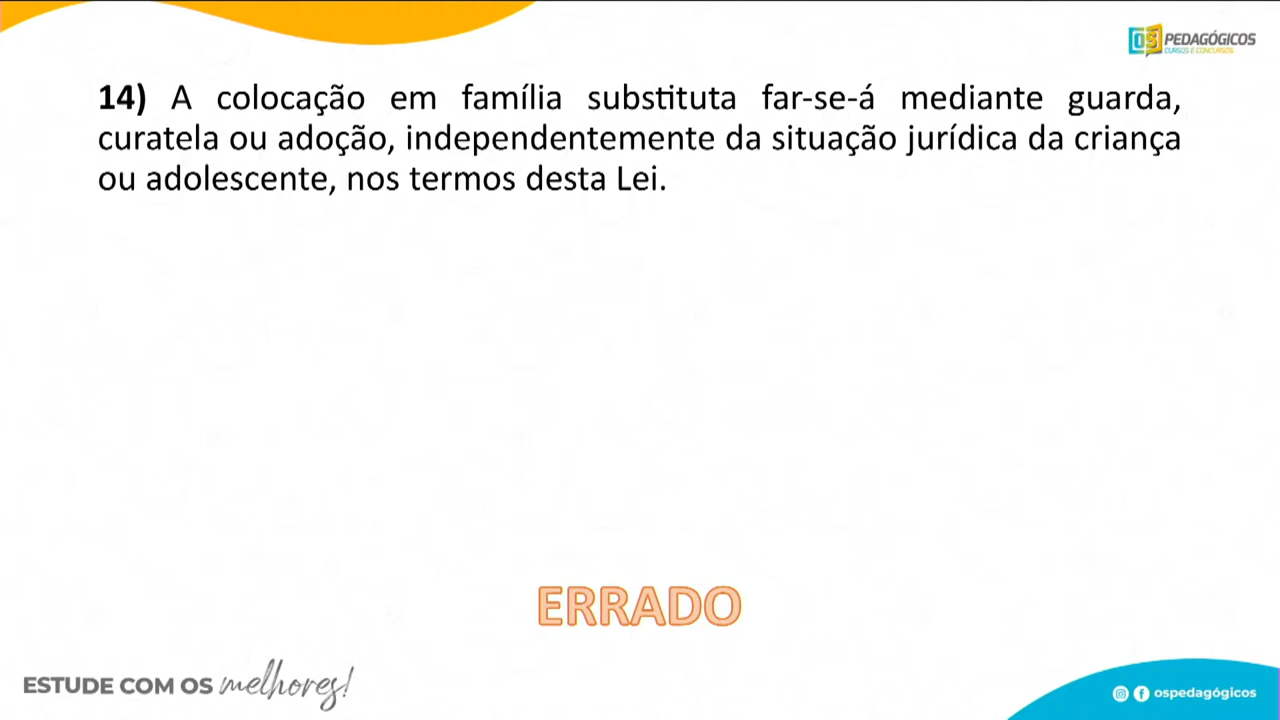 OS PEDAGÓGICOS
CURSOS E CONCURSOS
14) A colocação em família substituta far-se-á mediante guarda,
curatela ou adoção, independentemente da situação jurídica da criança
ou adolescente, nos termos desta Lei.
ERRADO
ESTUDE COM OS melhores!
ospedagógicos